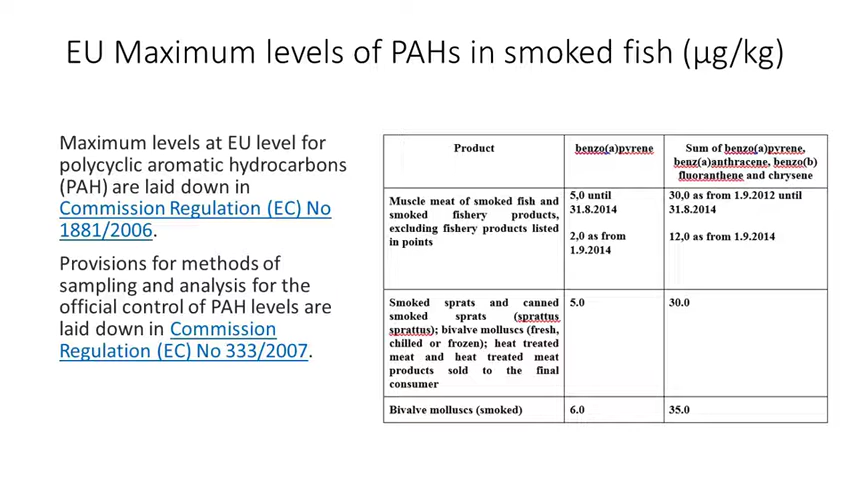 EU Maximum levels of PAHs in smoked fish (µg/kg)
Maximum levels at EU level for
polycyclic aromatic hydrocarbons
(PAH) are laid down in
Commission Regulation (EC) No
1881/2006.
Provisions for methods of
sampling and analysis for the
official control of PAH levels are
laid down in Commission
Regulation (EC) No 333/2007.
Product
benzo(a)pyrene
Sum of benzo(a)pyrene,
benz(a)anthracene, benzo(b)
fluoranthene and chrysene
Muscle meat of smoked fish and
smoked fishery products,
excluding fishery products listed
in points
5,0 until
31.8.2014
2,0 as from
1.9.2014
30,0 as from 1.9.2012 until
31.8.2014
12,0 as from 1.9.2014
Smoked sprats and canned
smoked sprats (sprattus
sprattus); bivalve molluscs (fresh,
chilled or frozen); heat treated
meat and heat treated meat
products sold to the final
consumer
5.0
30.0
Bivalve molluscs (smoked)
6.0
35.0